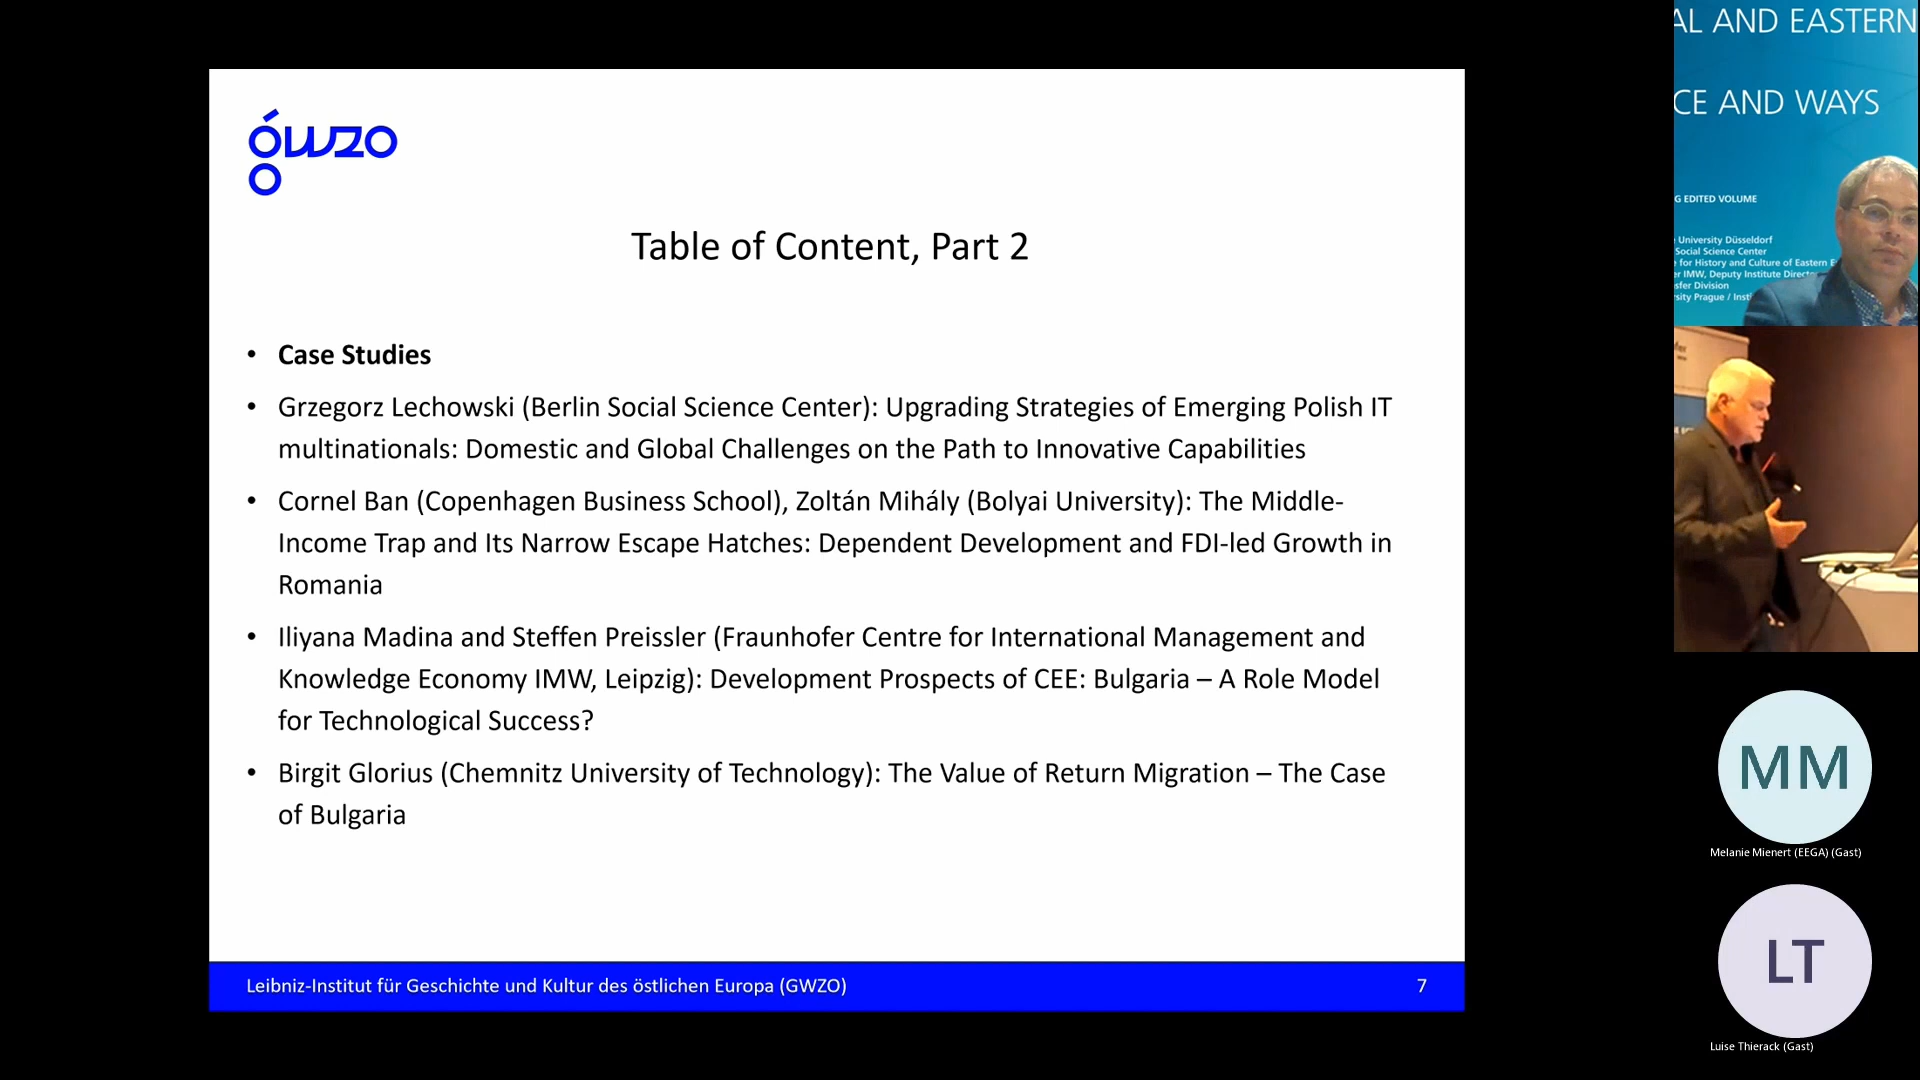 gwzo
Table of Content, Part 2
• Case Studies
• Grzegorz Lechowski (Berlin Social Science Center): Upgrading Strategies of Emerging Polish IT
multinationals: Domestic and Global Challenges on the Path to Innovative Capabilities
• Cornel Ban (Copenhagen Business School), Zoltán Mihály (Bolyai University): The Middle-
Income Trap and Its Narrow Escape Hatches: Dependent Development and FDI-led Growth in
Romania
• Iliyana Madina and Steffen Preissler (Fraunhofer Centre for International Management and
Knowledge Economy IMW, Leipzig): Development Prospects of CEE: Bulgaria – A Role Model
for Technological Success?
• Birgit Glorius (Chemnitz University of Technology): The Value of Return Migration – The Case
of Bulgaria
Leibniz-Institut für Geschichte und Kultur des östlichen Europa (GWZO)
7
AL AND EASTERN
CE AND WAYS
G EDITED VOLUME
University Düsseldorf
Social Science Center
for History and Culture of Eastern E
r IMW, Deputy Institute Direct
sfer Division
sity Prague / Inst
MM
Melanie Mienert (EEGA) (Gast)
LT
Luise Thierack (Gast)